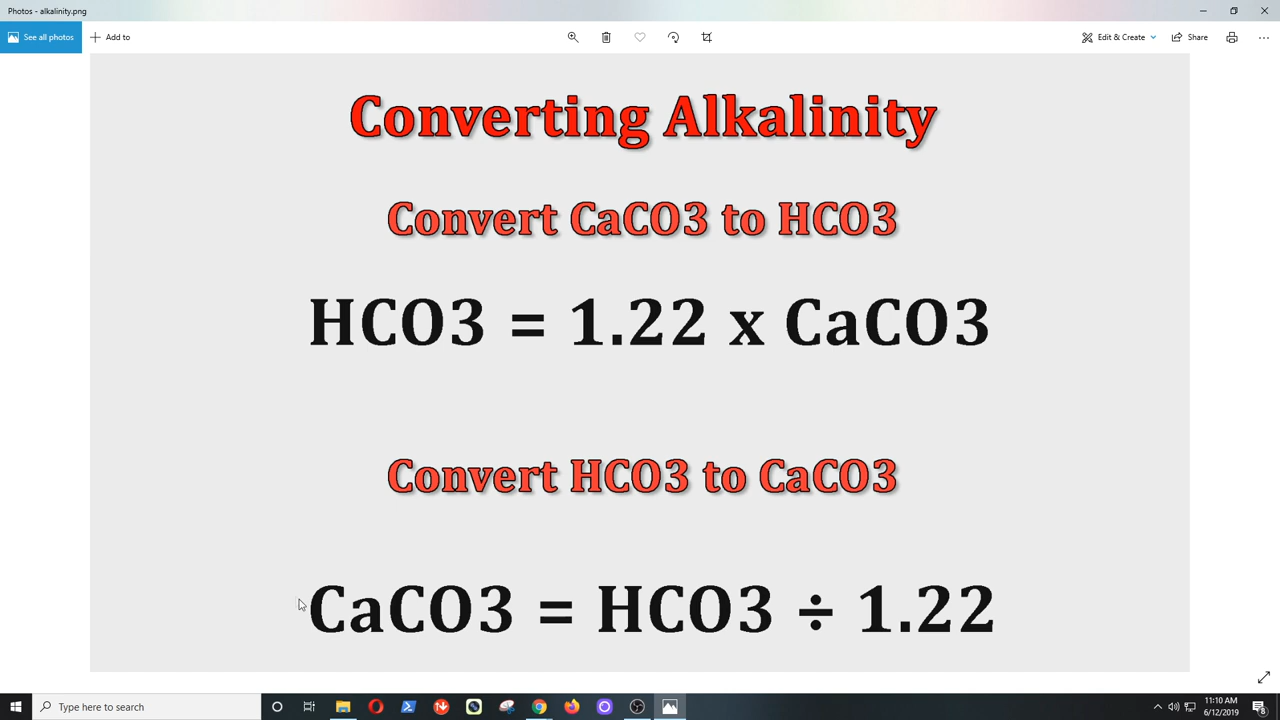 Photos - alkalinity.png
See all photos
Add to
Edit & Create
Share
Converting Alkalinity
Convert CaCO3 to HCO3
HCO3 = 1.22 x CaCO3
Convert HCO3 to CaCO3
CaCO3 = HCO3 ÷ 1.22
Type here to search
11:10 AM
6/12/2019
8